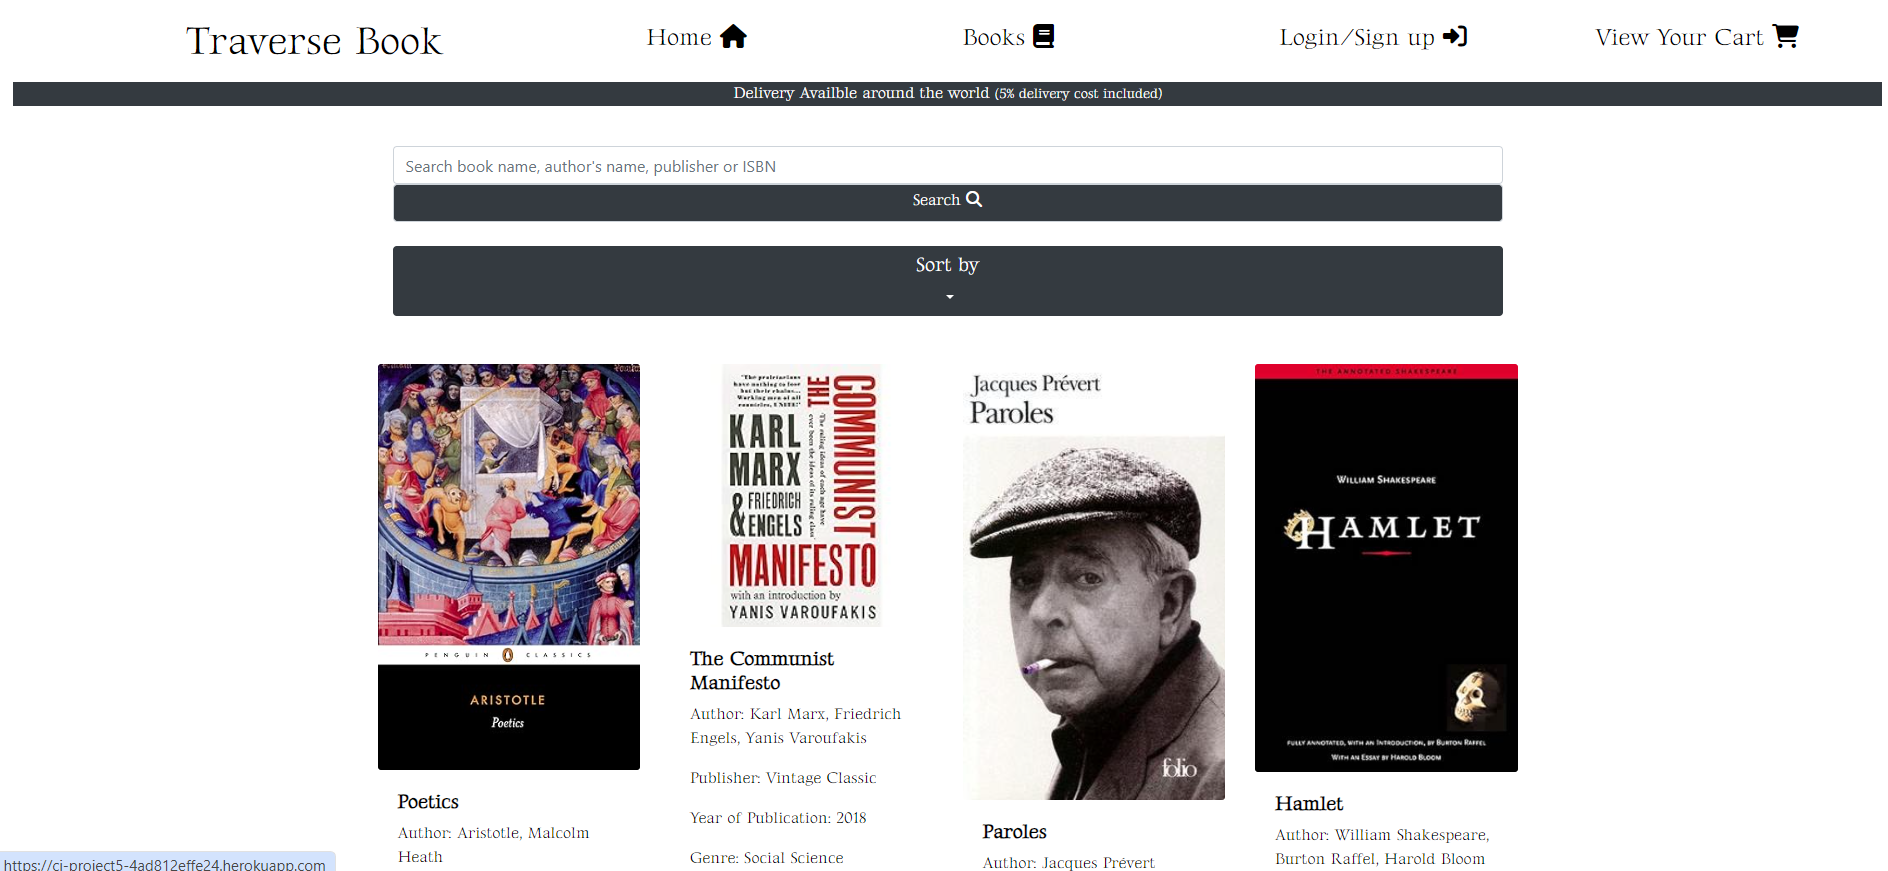 Traverse Book
Home
Books
Login/Sign up
View Your Cart
Delivery Availble around the world (5% delivery cost included)
Search book name, author's name, publisher or ISBN
Search
Sort by
PENGUIN CLASSICS
ARISTOTLE
Poetics
Poetics
Author: Aristotle, Malcolm
Heath
"The proletarians
have nothing to lose
but their chains...
Working men of all
countries, UNITE!"
THE
COMMUNIST
"The ruling ideas of each age have
ever been the ideas of its ruling class"
KARL
MARX
& FRIEDRICH
ENGELS
MANIFESTO
with an introduction by
YANIS VAROUFAKIS
The Communist
Manifesto
Author: Karl Marx, Friedrich
Engels, Yanis Varoufakis
Publisher: Vintage Classic
Year of Publication: 2018
Genre: Social Science
Jacques Prévert
Paroles
folio
Paroles
Author: Jacques Prévert
THE ANNOTATED SHAKESPEARE
WILLIAM SHAKESPEARE
HAMLET
FULLY ANNOTATED, WITH AN INTRODUCTION, BY BURTON RAFFEL
WITH AN ESSAY BY HAROLD BLOOM
Hamlet
Author: William Shakespeare,
Burton Raffel, Harold Bloom
https://ci-project5-4ad812effe24.herokuapp.com